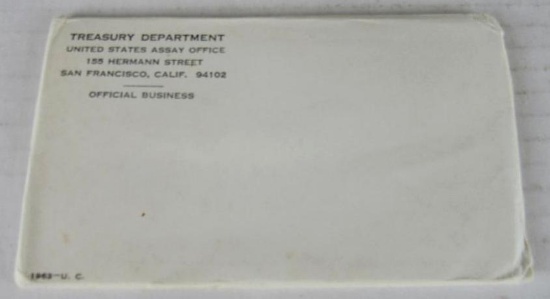 TREASURY DEPARTMENT
UNITED STATES ASSAY OFFICE
155 HERMANN STREET
SAN FRANCISCO, CALIF. 94102
OFFICIAL BUSINESS
U. C.